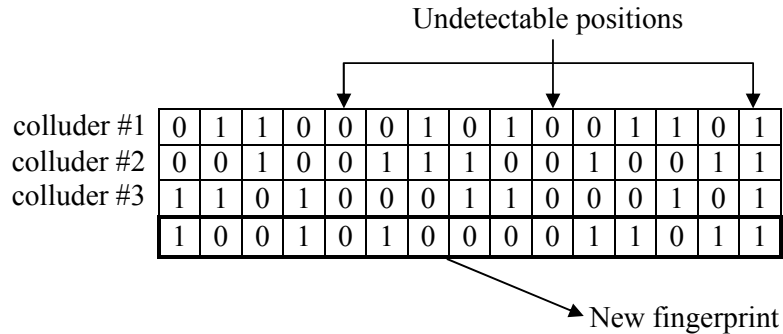 Undetectable positions
colluder #1 0 1 1 0 0 0 1 0 1 0 0 1 1 0 1
colluder #2 0 0 1 0 0 1 1 1 0 0 1 0 0 1 1
colluder #3 1 1 0 1 0 0 0 1 1 0 0 0 1 0 1
1 0 0 1 0 1 0 0 0 0 1 1 0 1 1
New fingerprint